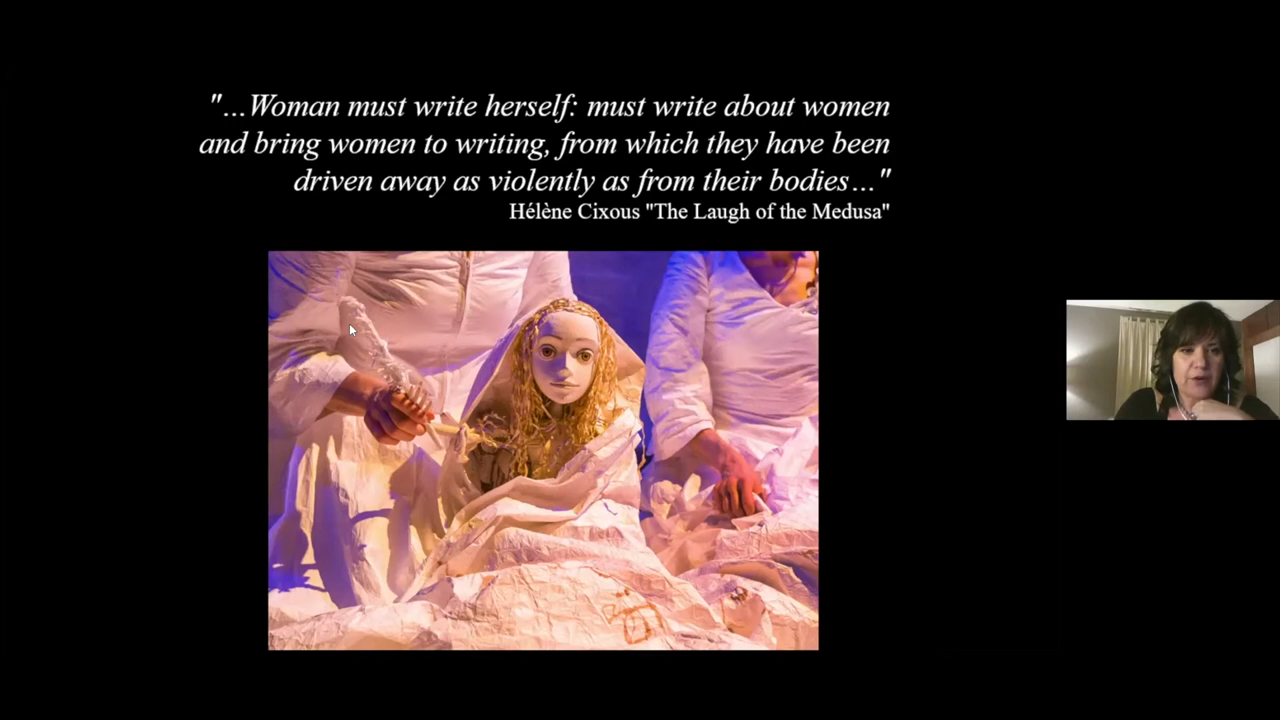 "...Woman must write herself: must write about women
and bring women to writing, from which they have been
driven away as violently as from their bodies..."
Hélène Cixous "The Laugh of the Medusa"